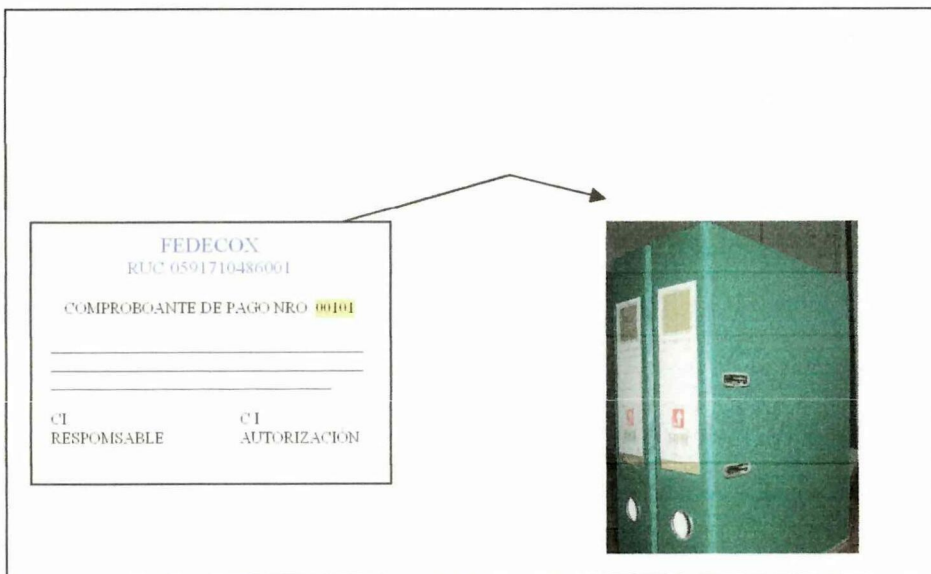 FEDECOX
RUC 0591710486001
COMPROBOANTE DE PAGO NRO 00101
CI
RESPOMSABLE
C I
AUTORIZACIÓN